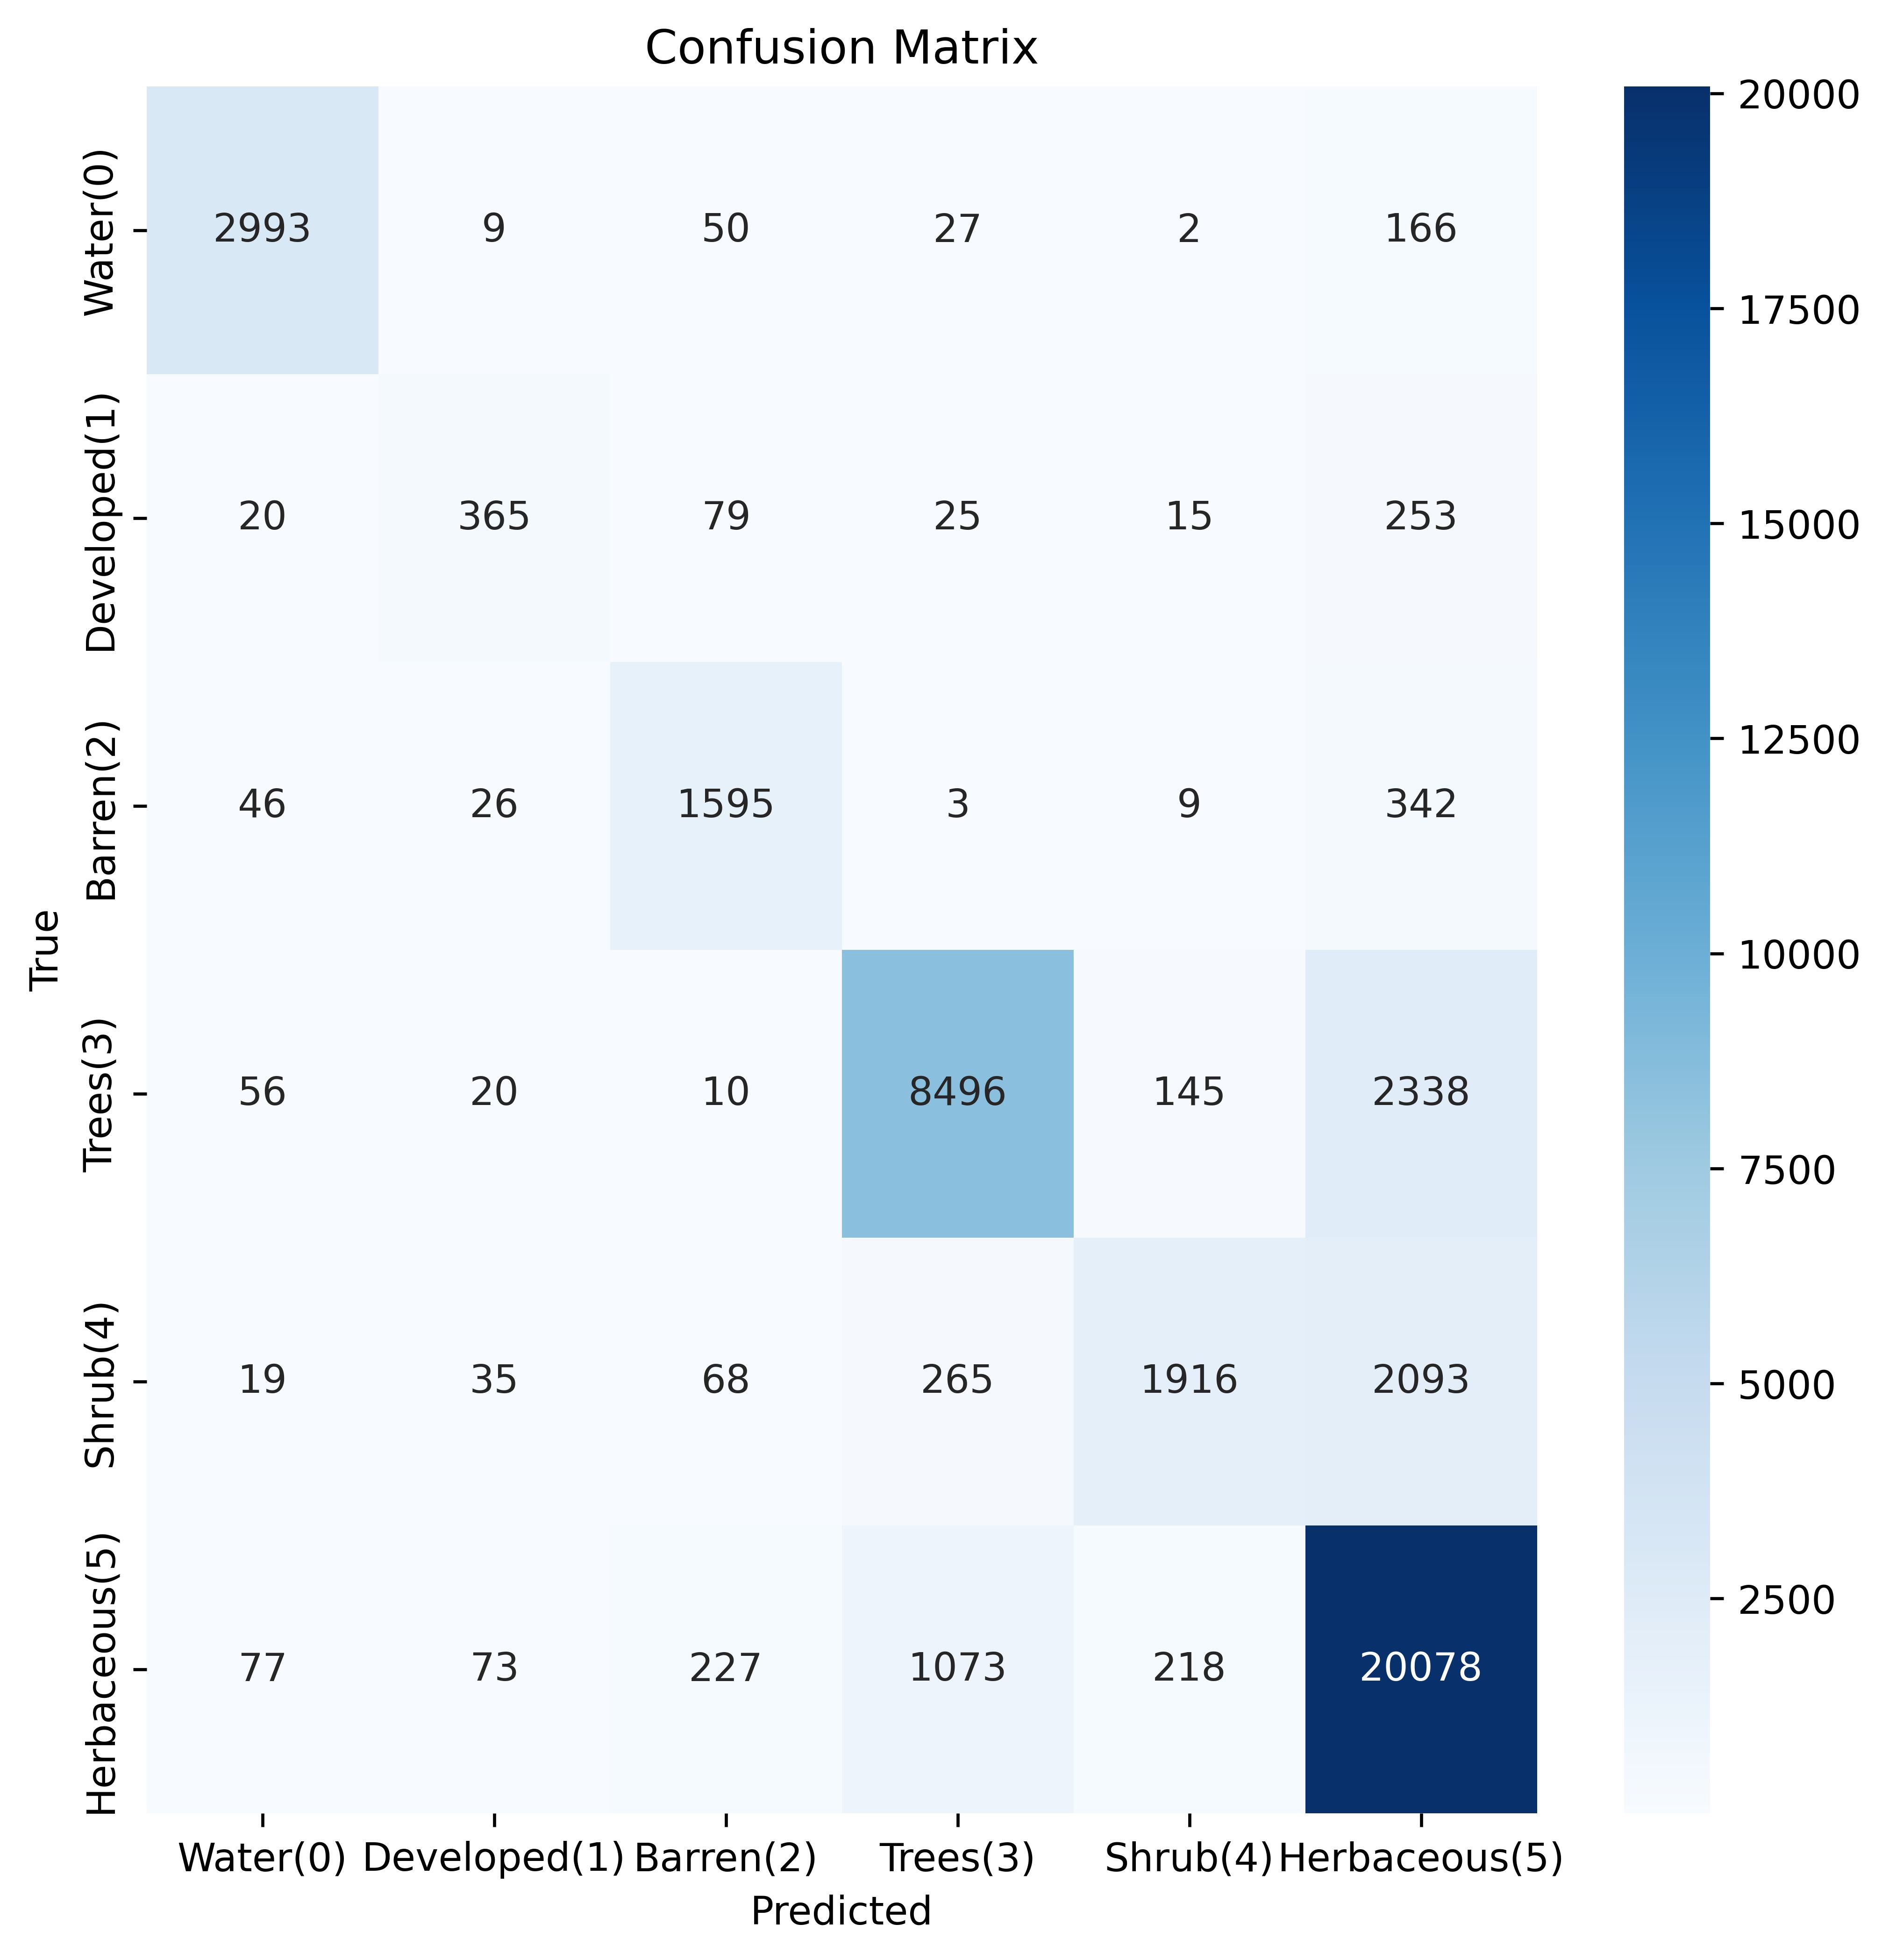 Confusion Matrix
True
Water(0)
2993 9 50 27 2 166
Developed(1)
20 365 79 25 15 253
Barren(2)
46 26 1595 3 9 342
Trees(3)
56 20 10 8496 145 2338
Shrub(4)
19 35 68 265 1916 2093
Herbaceous(5)
77 73 227 1073 218 20078
Water(0) Developed(1) Barren(2) Trees(3) Shrub(4) Herbaceous(5)
Predicted
20000
17500
15000
12500
10000
7500
5000
2500